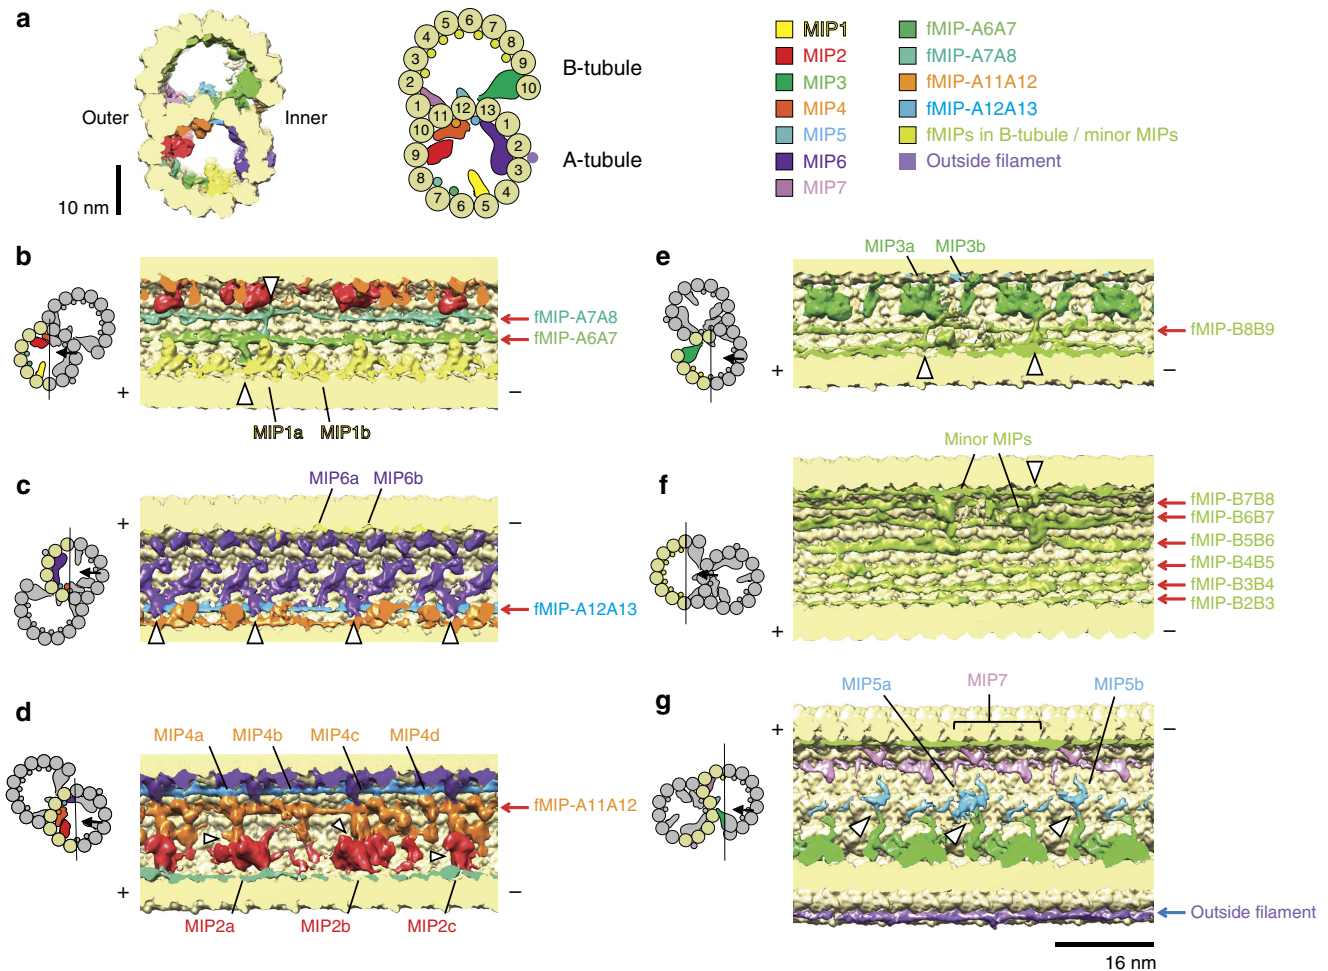 a
Outer
Inner
10 nm
B-tubule
A-tubule
5
6
7
4
8
3
9
2
10
1
12
13
11
10
1
9
2
8
3
7
4
6
5
MIP1
MIP2
MIP3
MIP4
MIP5
MIP6
MIP7
fMIP-A6A7
fMIP-A7A8
fMIP-A11A12
fMIP-A12A13
fMIPs in B-tubule / minor MIPs
Outside filament
b
fMIP-A7A8
fMIP-A6A7
+
–
MIP1a MIP1b
c
MIP6a MIP6b
+
–
fMIP-A12A13
d
MIP4a MIP4b MIP4c MIP4d
fMIP-A11A12
+
–
MIP2a MIP2b MIP2c
e
MIP3a MIP3b
fMIP-B8B9
+
–
f
Minor MIPs
fMIP-B7B8
fMIP-B6B7
fMIP-B5B6
fMIP-B4B5
fMIP-B3B4
fMIP-B2B3
+
–
g
MIP5a MIP7 MIP5b
+
–
Outside filament
16 nm